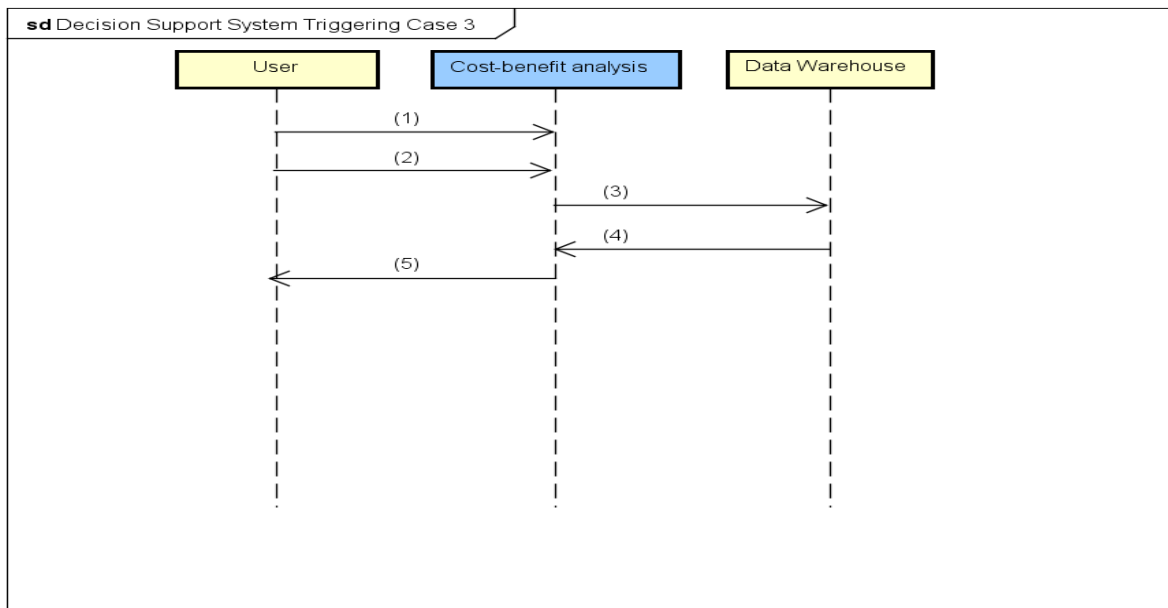 sd Decision Support System Triggering Case 3
User
Cost-benefit analysis
Data Warehouse
(1)
(2)
(3)
(4)
(5)